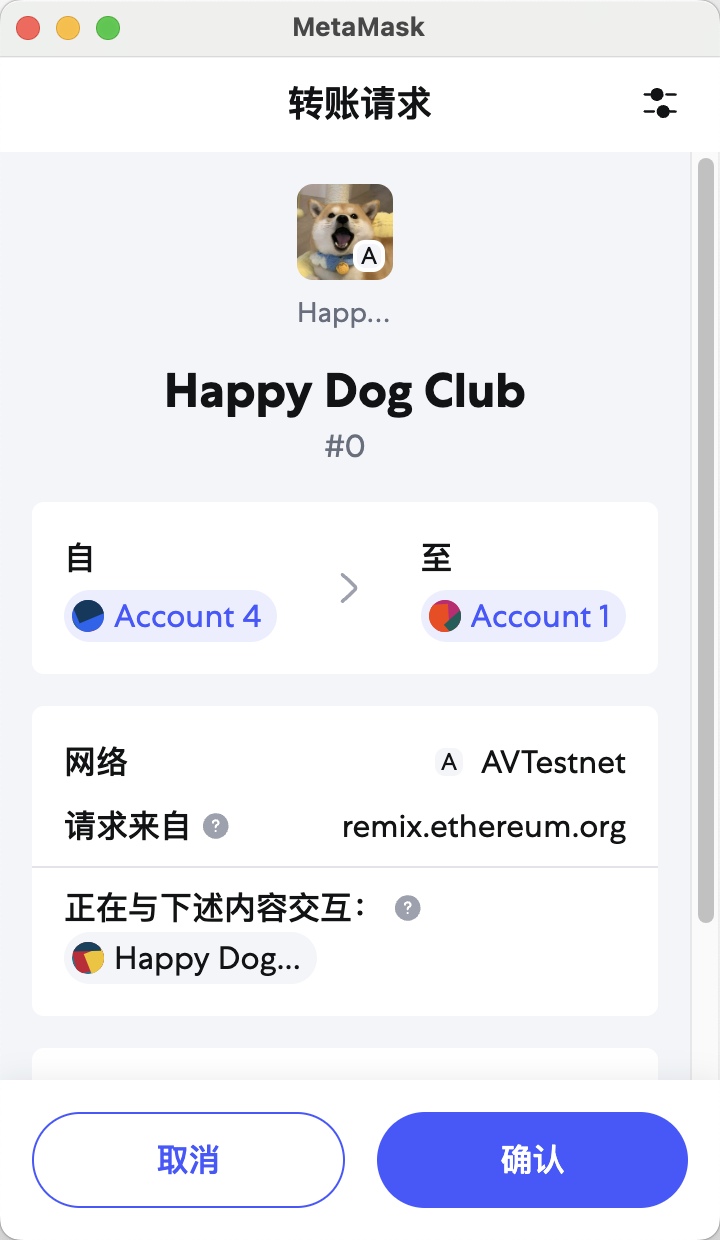 MetaMask
转账请求
A
Happ...
Happy Dog Club
#0
自
至
Account 4
Account 1
网络
A AVTestnet
请求来自 ?
remix.ethereum.org
正在与下述内容交互： ?
Happy Dog...
取消
确认